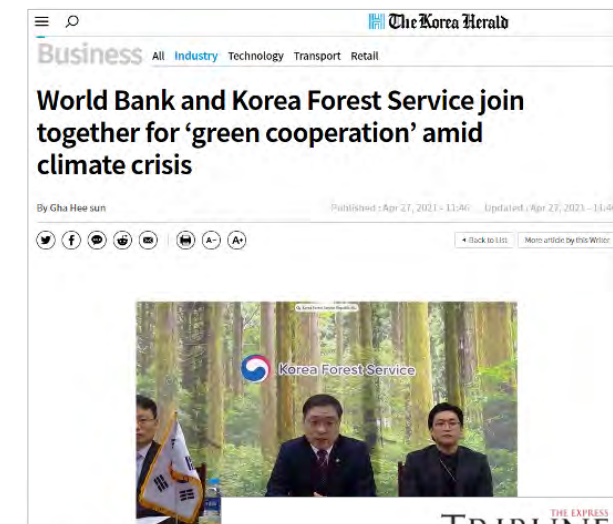 The Korea Herald
Business All Industry Technology Transport Retail
World Bank and Korea Forest Service join
together for ‘green cooperation’ amid
climate crisis
By Gha Hee sun Published : Apr 27, 2021 - 11:46 Updated : Apr 27, 2021 - 11:46
A- A+ Back to List More article by this Writer
Korea Forest Service
THE EXPRESS
TRIBUNE